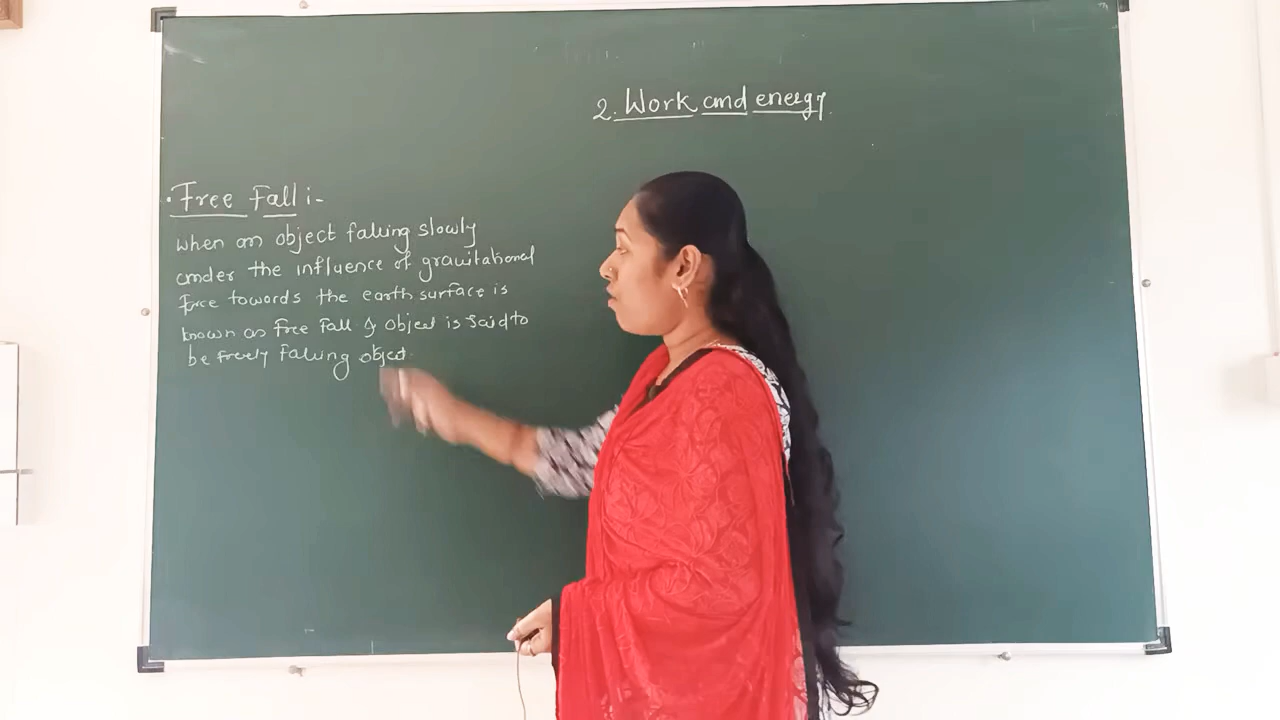 2. Work and energy.
• Free Fall :-
when an object falling slowly
under the influence of gravitational
force towards the earth surface is
known as free fall & object is said to
be freely falling object.